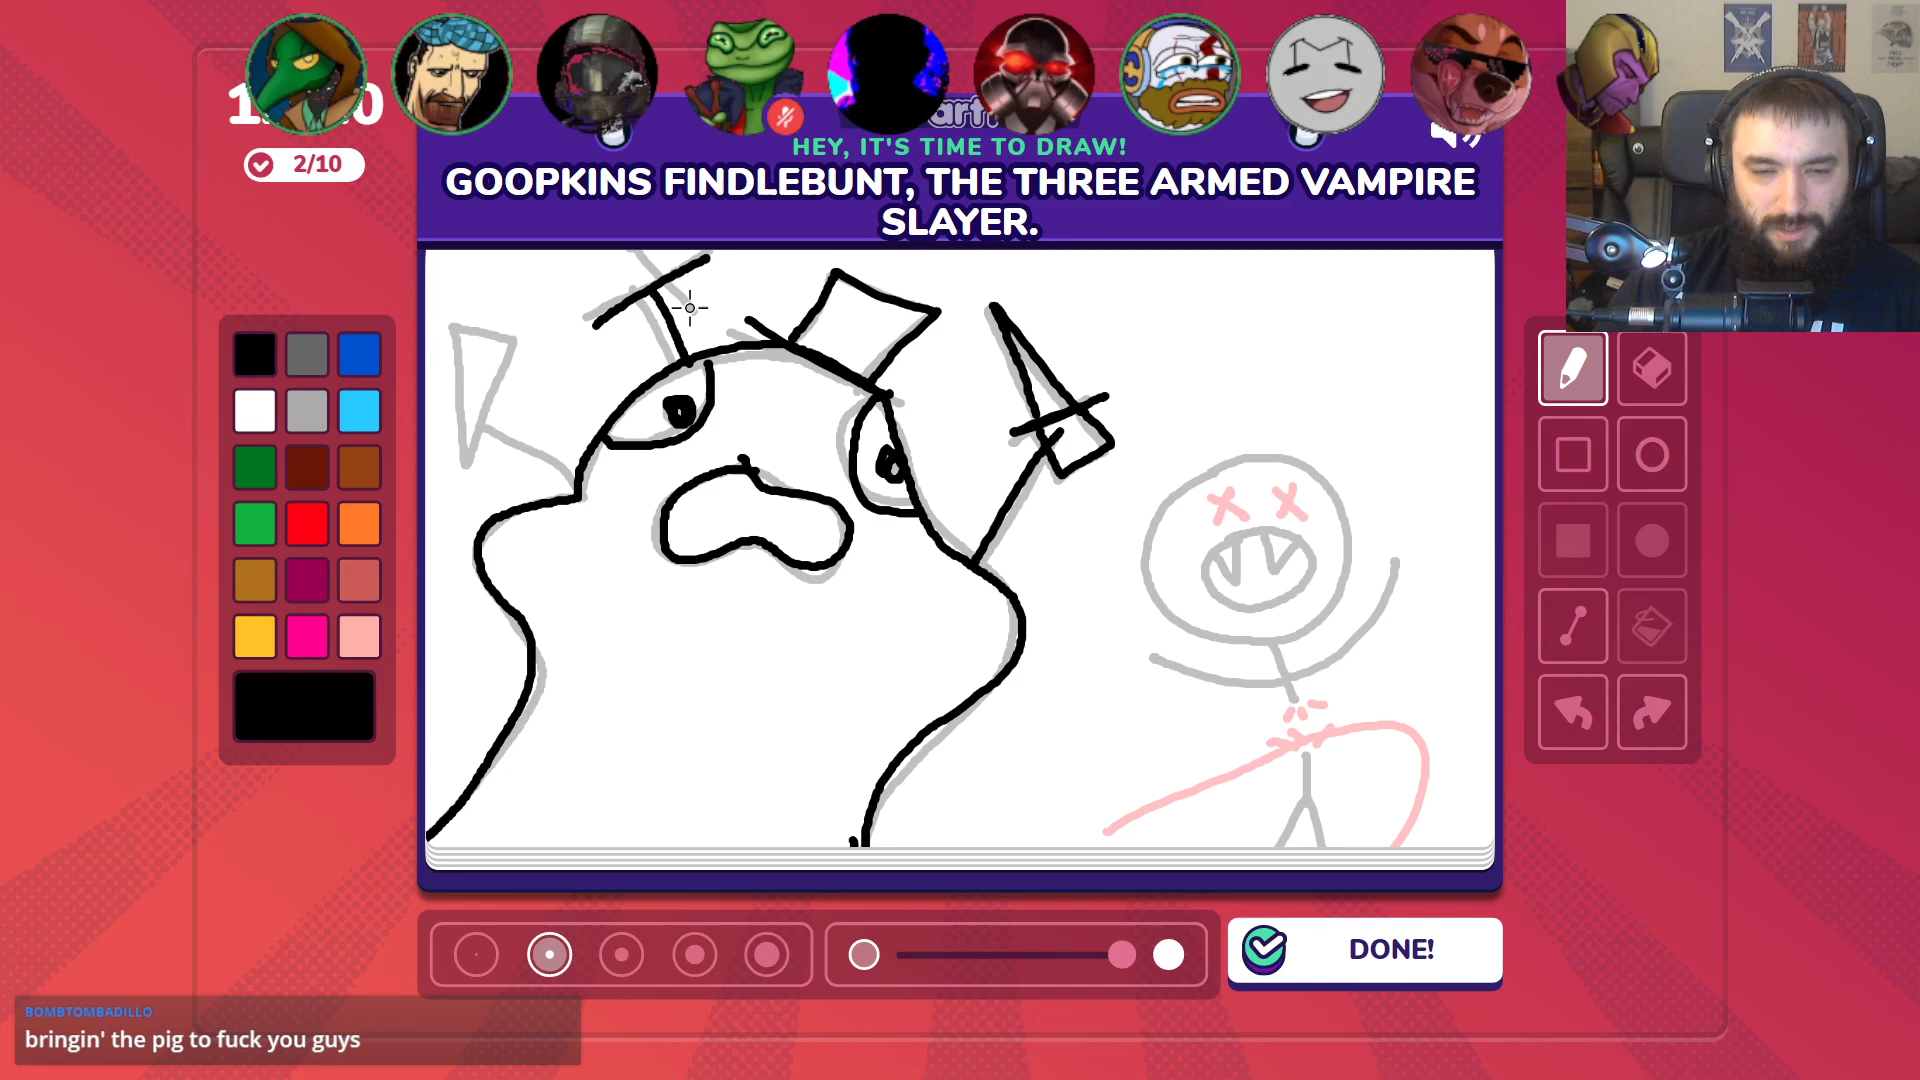 2/10
HEY, IT'S TIME TO DRAW!
GOOPKINS FINDLEBUNT, THE THREE ARMED VAMPIRE
SLAYER.
DONE!
BOMBTOMBADILLO
bringin' the pig to fuck you guys